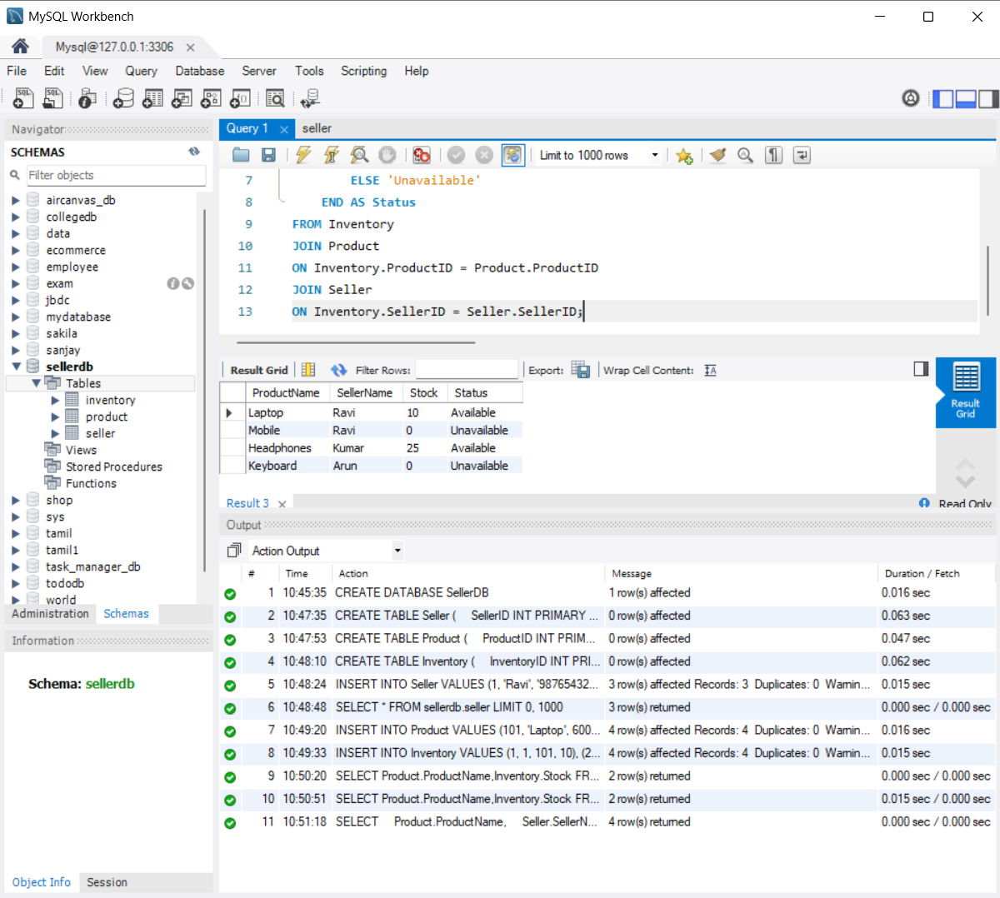 MySQL Workbench
Mysql@127.0.0.1:3306
File Edit View Query Database Server Tools Scripting Help
Navigator
SCHEMAS
Filter objects
aircanvas_db
collegedb
data
ecommerce
employee
exam
jbdc
mydatabase
sakila
sanjay
sellerdb
Tables
inventory
product
seller
Views
Stored Procedures
Functions
shop
sys
tamil
tamil1
task_manager_db
tododb
world
Administration Schemas
Information
Schema: sellerdb
Object Info Session
Query 1 seller
Limit to 1000 rows
7 ELSE 'Unavailable'
8 END AS Status
9 FROM Inventory
10 JOIN Product
11 ON Inventory.ProductID = Product.ProductID
12 JOIN Seller
13 ON Inventory.SellerID = Seller.SellerID;
Result Grid Filter Rows: Export: Wrap Cell Content:
ProductName SellerName Stock Status
Laptop Ravi 10 Available
Mobile Ravi 0 Unavailable
Headphones Kumar 25 Available
Keyboard Arun 0 Unavailable
Result
Grid
Result 3 Read Only
Output
Action Output
# Time Action Message Duration / Fetch
1 10:45:35 CREATE DATABASE SellerDB 1 row(s) affected 0.016 sec
2 10:47:35 CREATE TABLE Seller ( SellerID INT PRIMARY ... 0 row(s) affected 0.063 sec
3 10:47:53 CREATE TABLE Product ( ProductID INT PRIM... 0 row(s) affected 0.047 sec
4 10:48:10 CREATE TABLE Inventory ( InventoryID INT PRI... 0 row(s) affected 0.062 sec
5 10:48:24 INSERT INTO Seller VALUES (1, 'Ravi', '98765432... 3 row(s) affected Records: 3 Duplicates: 0 Warnin... 0.015 sec
6 10:48:48 SELECT * FROM sellerdb.seller LIMIT 0, 1000 3 row(s) returned 0.000 sec / 0.000 sec
7 10:49:20 INSERT INTO Product VALUES (101, 'Laptop', 600... 4 row(s) affected Records: 4 Duplicates: 0 Warnin... 0.016 sec
8 10:49:33 INSERT INTO Inventory VALUES (1, 1, 101, 10), (2... 4 row(s) affected Records: 4 Duplicates: 0 Warnin... 0.015 sec
9 10:50:20 SELECT Product.ProductName,Inventory.Stock FR... 2 row(s) returned 0.000 sec / 0.000 sec
10 10:50:51 SELECT Product.ProductName,Inventory.Stock FR... 2 row(s) returned 0.015 sec / 0.000 sec
11 10:51:18 SELECT Product.ProductName, Seller.SellerN... 4 row(s) returned 0.000 sec / 0.000 sec